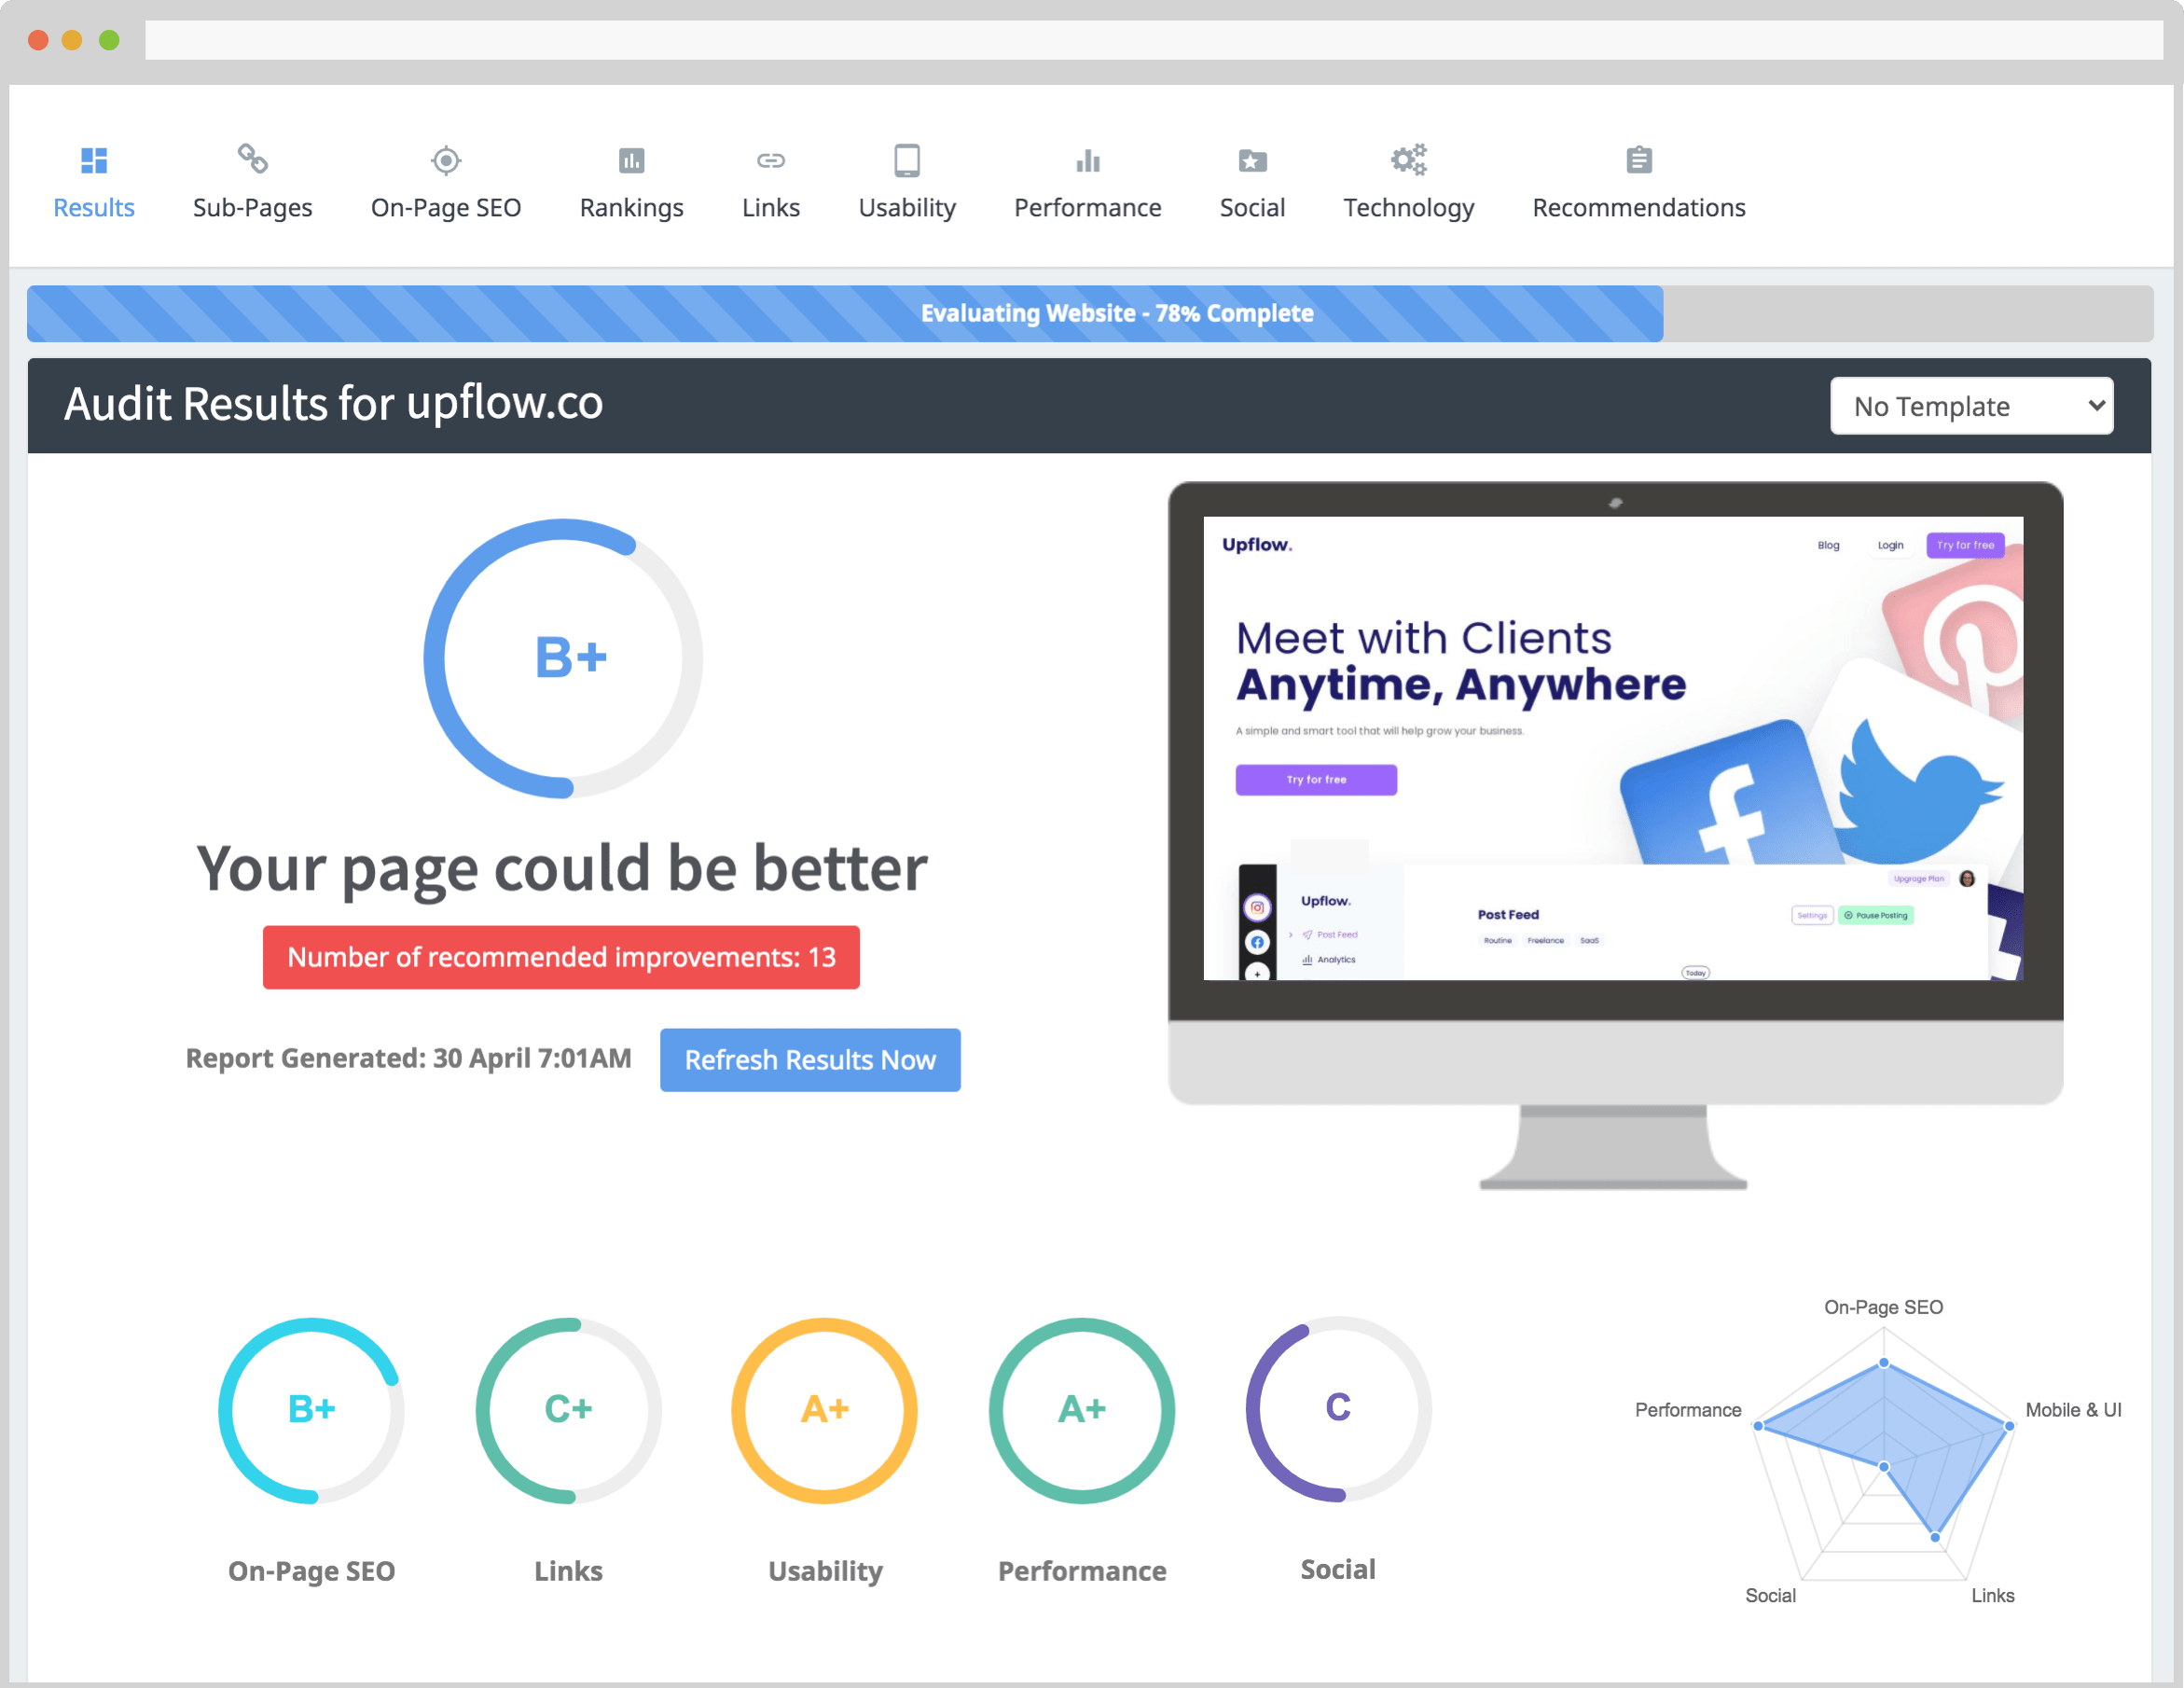 Results
Sub-Pages
On-Page SEO
Rankings
Links
Usability
Performance
Social
Technology
Recommendations
Evaluating Website - 78% Complete
Audit Results for upflow.co
No Template
B+
Your page could be better
Number of recommended improvements: 13
Report Generated: 30 April 7:01AM
Refresh Results Now
Upflow.
Blog
Login
Try for free
Meet with Clients
Anytime, Anywhere
A simple and smart tool that will help grow your business.
Try for free
Upgrage Plan
Upflow.
Post Feed
Settings
Pause Posting
Post Feed
Routine
Freelance
SaaS
Analytics
Today
B+
On-Page SEO
C+
Links
A+
Usability
A+
Performance
C
Social
On-Page SEO
Performance
Mobile & UI
Social
Links